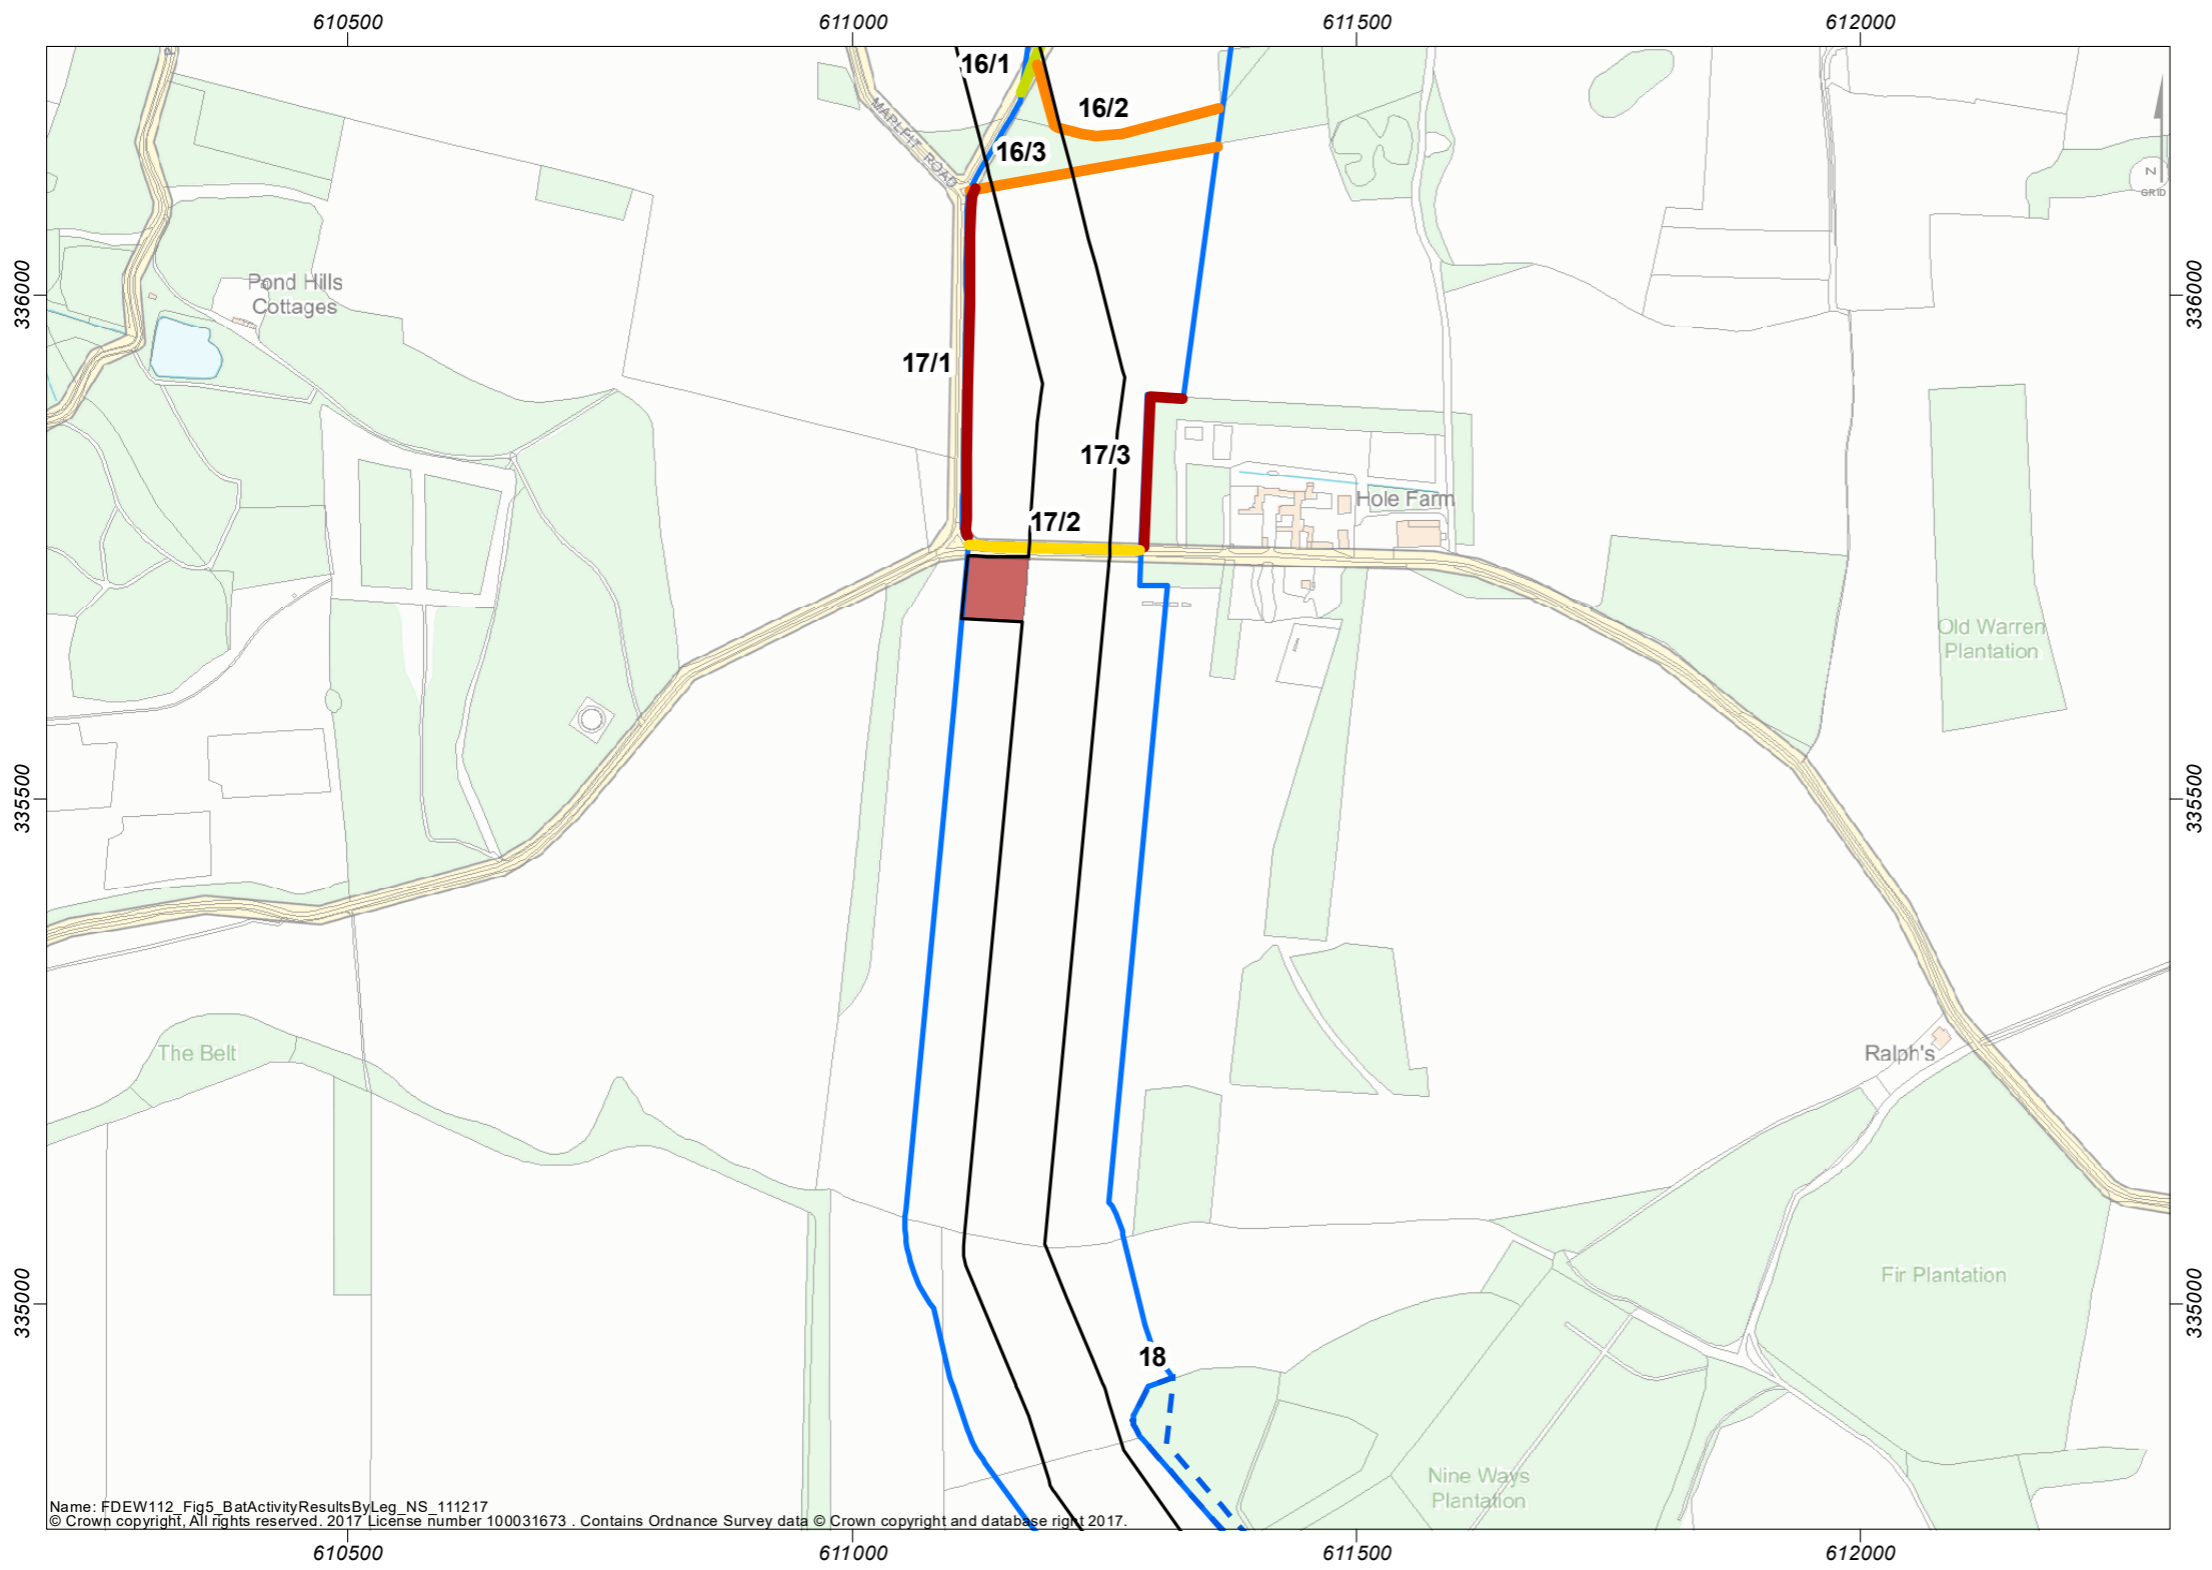 610500
611000
611500
612000
16/1
16/2
MARLPIT ROAD
16/3
N
GRID
Pond Hills
Cottages
336000
336000
17/1
17/3
Hole Farm
17/2
Old Warren
Plantation
335500
335500
The Belt
Ralph's
Fir Plantation
335000
335000
18
Nine Ways
Plantation
Name: FDEW112_Fig5_BatActivityResultsByLeg_NS_111217
© Crown copyright, All rights reserved. 2017 License number 100031673 . Contains Ordnance Survey data © Crown copyright and database right 2017.
610500
611000
611500
612000